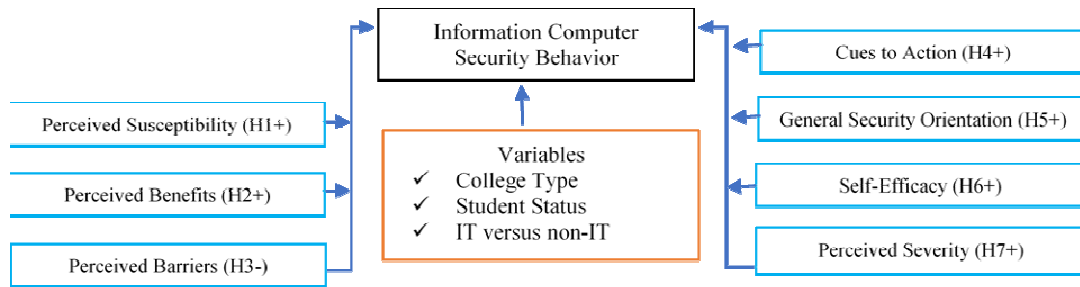 Information Computer
Security Behavior
Perceived Susceptibility (H1+)
Perceived Benefits (H2+)
Perceived Barriers (H3-)
Variables
✓ College Type
✓ Student Status
✓ IT versus non-IT
Cues to Action (H4+)
General Security Orientation (H5+)
Self-Efficacy (H6+)
Perceived Severity (H7+)